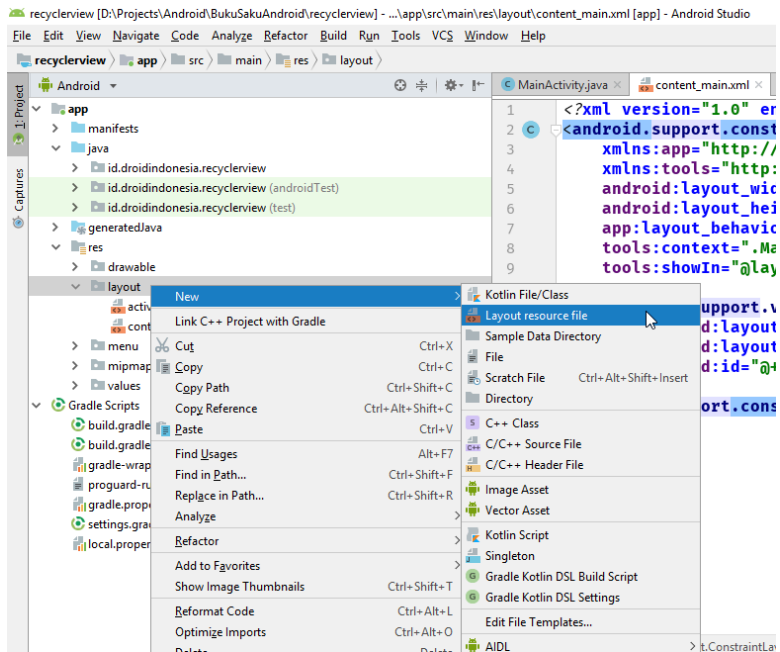 recyclerview [D:\Projects\Android\BukuSakuAndroid\recyclerview] - ...\app\src\main\res\layout\content_main.xml [app] - Android Studio
File Edit View Navigate Code Analyze Refactor Build Run Tools VCS Window Help
recyclerview app src main res layout
Android
MainActivity.java
content_main.xml
1: Project
Captures
app
manifests
java
id.droidindonesia.recyclerview
id.droidindonesia.recyclerview (androidTest)
id.droidindonesia.recyclerview (test)
generatedJava
res
drawable
layout
activ
cont
menu
mipmap
values
Gradle Scripts
build.gradle
build.gradle
gradle-wrap
proguard-ru
gradle.prope
settings.grad
local.proper
1 <?xml version="1.0" en
2 <android.support.const
3 xmlns:app="http://
4 xmlns:tools="http:
5 android:layout_wid
6 android:layout_hei
7 app:layout_behavio
8 tools:context=".Ma
9 tools:showIn="@lay
upport.v
d:layout
d:layout
d:id="@+
ort.cons
New
Link C++ Project with Gradle
Cut Ctrl+X
Copy Ctrl+C
Copy Path Ctrl+Shift+C
Copy Reference Ctrl+Alt+Shift+C
Paste Ctrl+V
Find Usages Alt+F7
Find in Path... Ctrl+Shift+F
Replace in Path... Ctrl+Shift+R
Analyze
Refactor
Add to Favorites
Show Image Thumbnails Ctrl+Shift+T
Reformat Code Ctrl+Alt+L
Optimize Imports Ctrl+Alt+O
Delete Delete
Kotlin File/Class
Layout resource file
Sample Data Directory
File
Scratch File Ctrl+Alt+Shift+Insert
Directory
C++ Class
C/C++ Source File
C/C++ Header File
Image Asset
Vector Asset
Kotlin Script
Singleton
Gradle Kotlin DSL Build Script
Gradle Kotlin DSL Settings
Edit File Templates...
AIDL
t.ConstraintLay